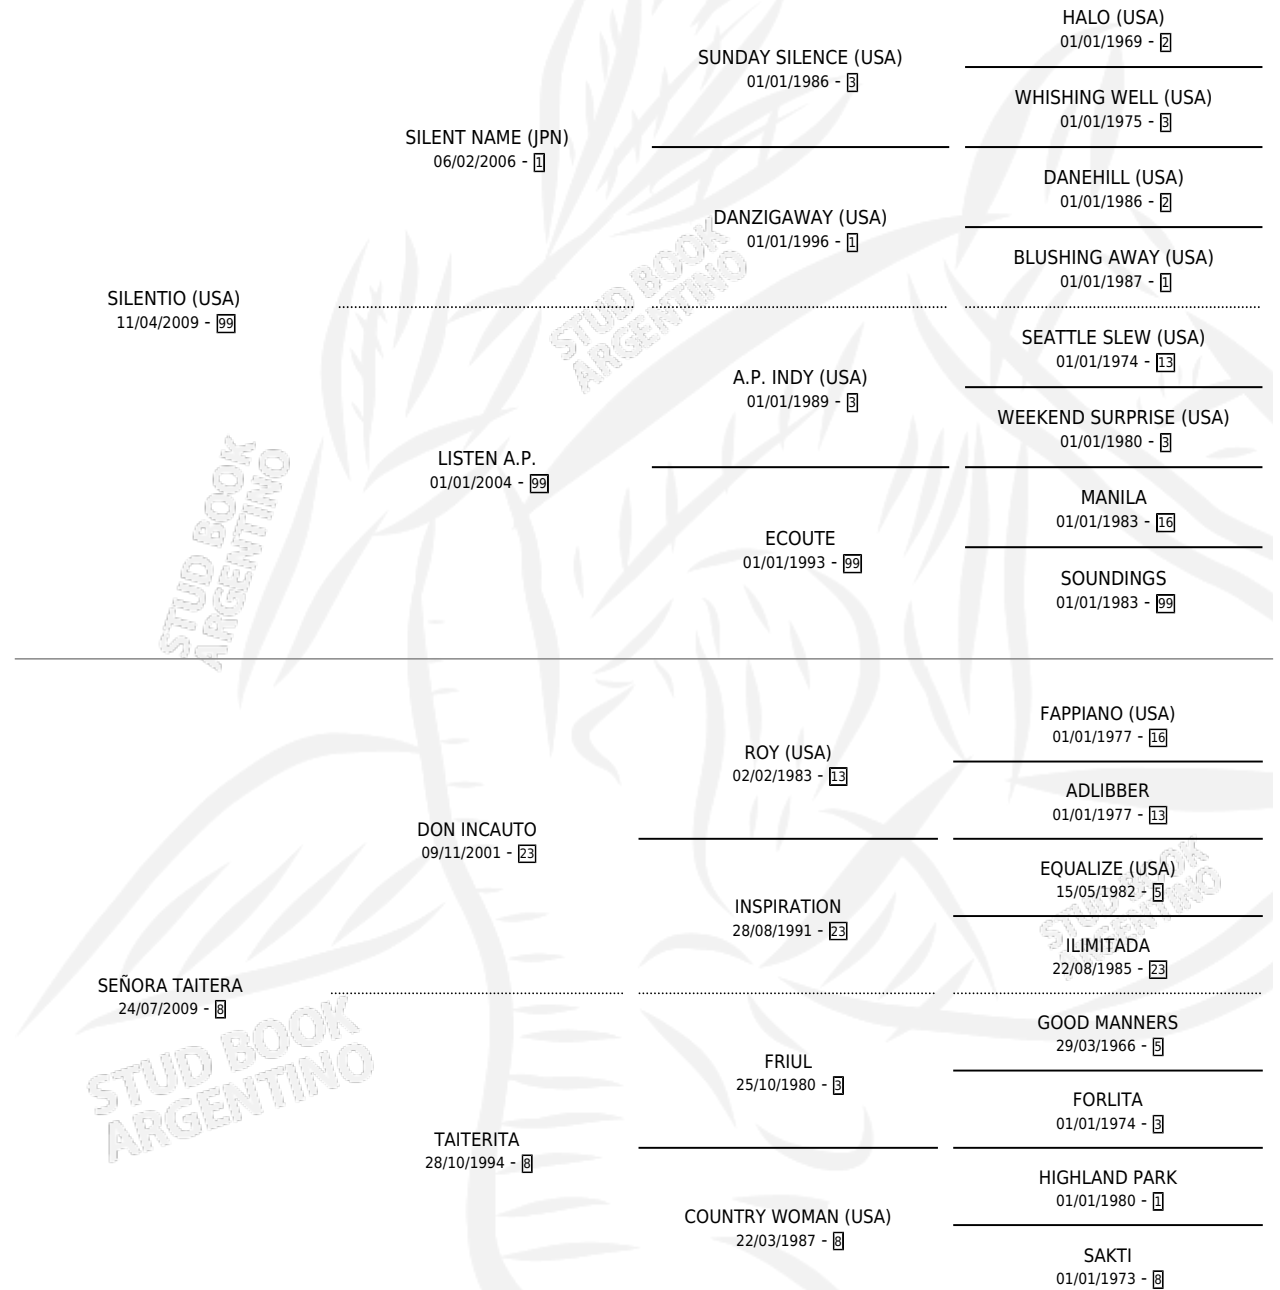 HALO (USA)
01/01/1969 - 2
SUNDAY SILENCE (USA)
01/01/1986 - 3
WHISHING WELL (USA)
01/01/1975 - 3
SILENT NAME (JPN)
06/02/2006 - 1
DANEHILL (USA)
01/01/1986 - 2
DANZIGAWAY (USA)
01/01/1996 - 1
BLUSHING AWAY (USA)
01/01/1987 - 1
SILENTIO (USA)
11/04/2009 - 99
SEATTLE SLEW (USA)
01/01/1974 - 13
A.P. INDY (USA)
01/01/1989 - 3
WEEKEND SURPRISE (USA)
01/01/1980 - 3
LISTEN A.P.
01/01/2004 - 99
MANILA
01/01/1983 - 16
ECOUTE
01/01/1993 - 99
SOUNDINGS
01/01/1983 - 99
FAPPIANO (USA)
01/01/1977 - 16
ROY (USA)
02/02/1983 - 13
ADLIBBER
01/01/1977 - 13
DON INCAUTO
09/11/2001 - 23
EQUALIZE (USA)
15/05/1982 - 5
INSPIRATION
28/08/1991 - 23
ILIMITADA
22/08/1985 - 23
SEÑORA TAITERA
24/07/2009 - 8
GOOD MANNERS
29/03/1966 - 5
FRIUL
25/10/1980 - 3
FORLITA
01/01/1974 - 3
TAITERITA
28/10/1994 - 8
HIGHLAND PARK
01/01/1980 - 1
COUNTRY WOMAN (USA)
22/03/1987 - 8
SAKTI
01/01/1973 - 8
STUD BOOK
ARGENTINO
STUD BOOK
ARGENTINO
STUD BOOK
ARGENTINO
STUD BOOK
ARGENTINO